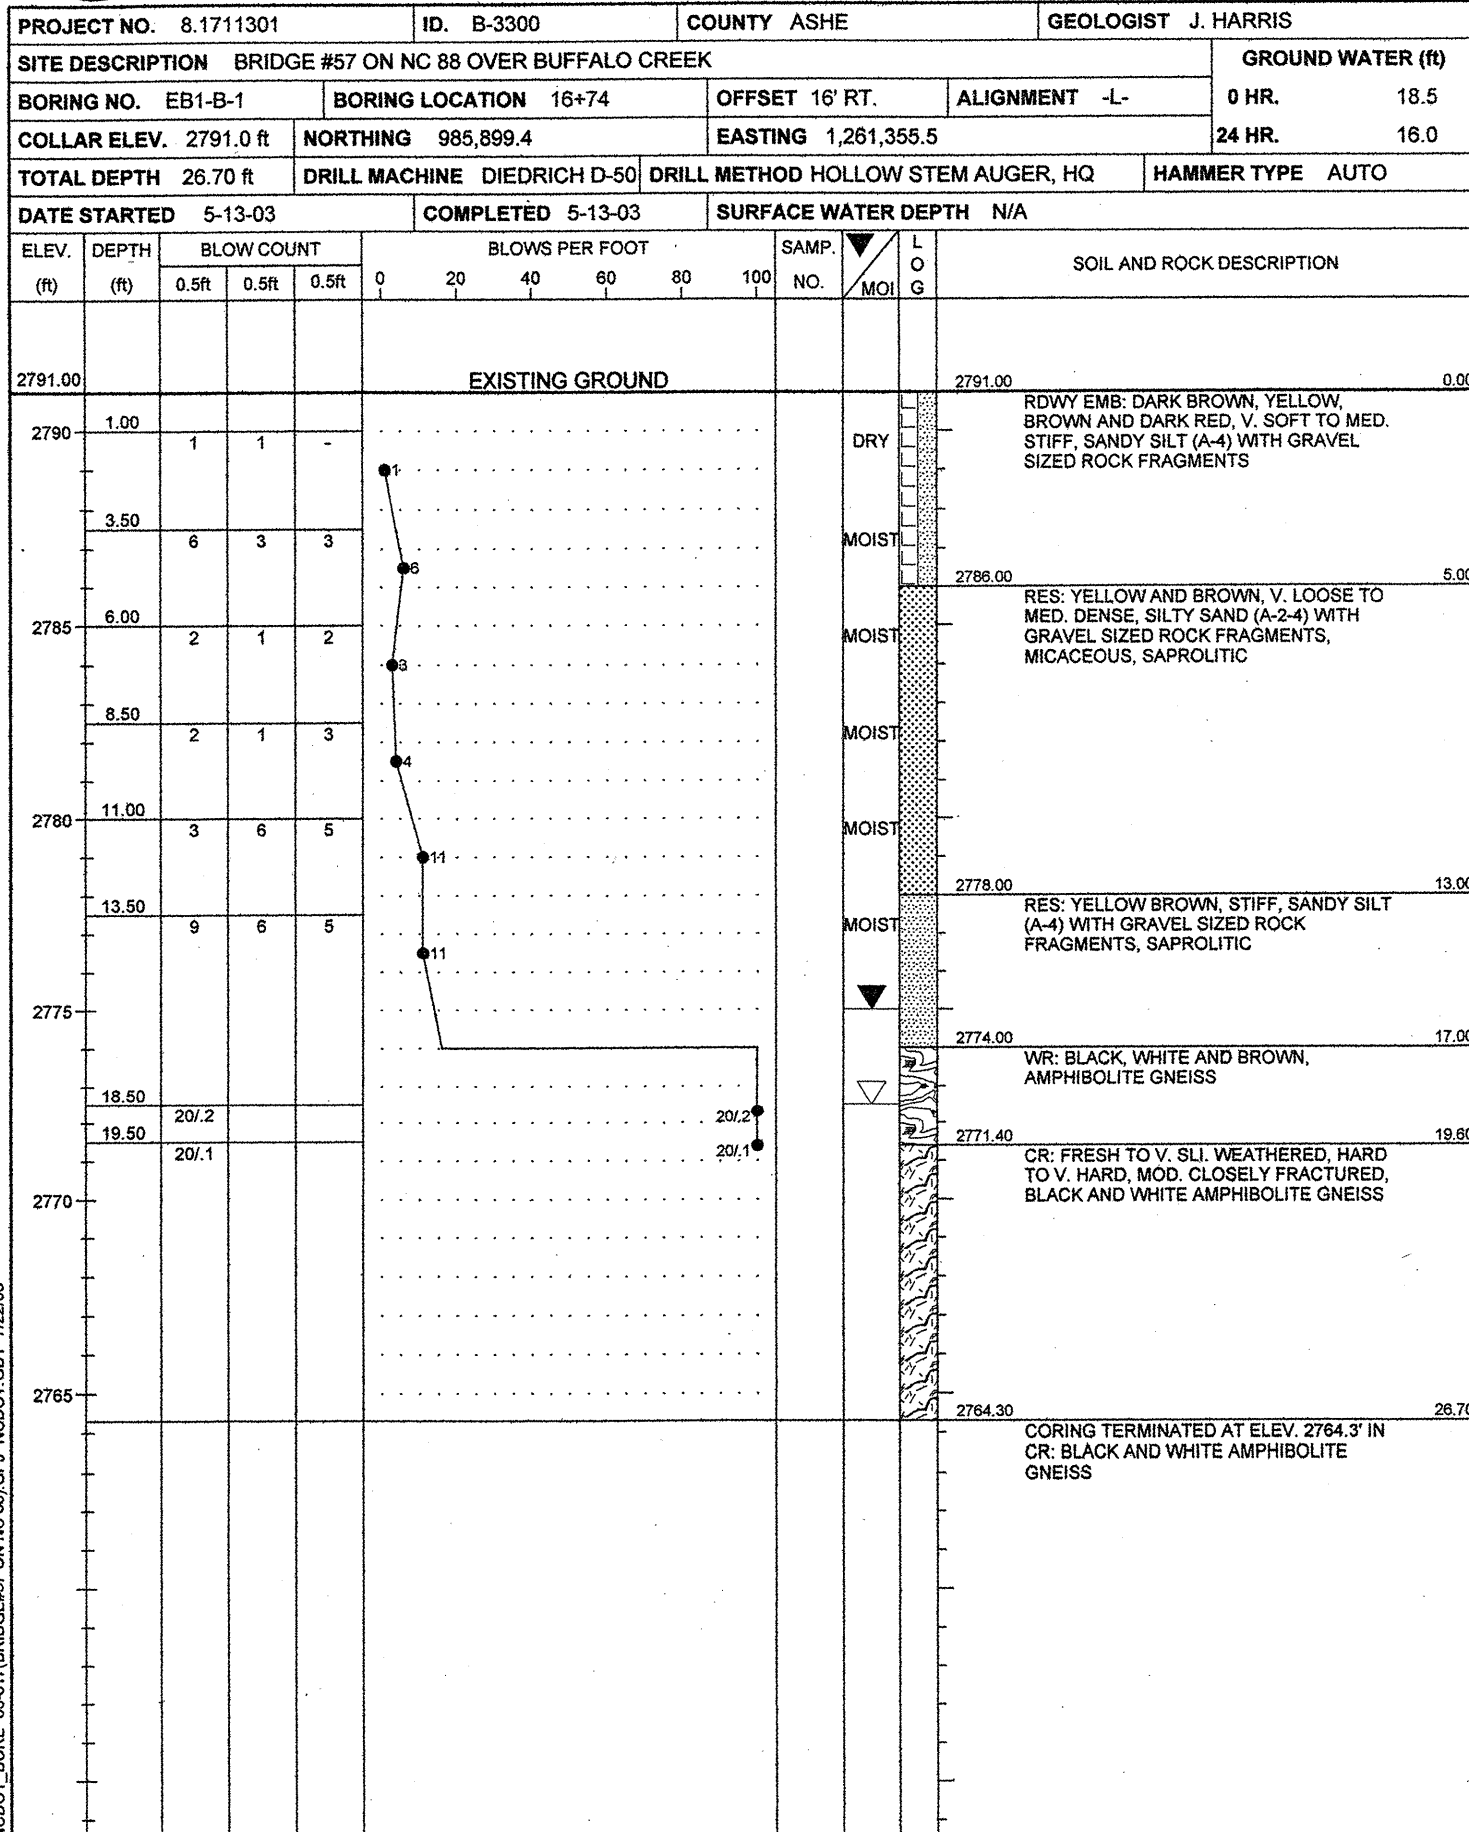 PROJECT NO. 8.1711301 ID. B-3300 COUNTY ASHE GEOLOGIST J. HARRIS
SITE DESCRIPTION BRIDGE #57 ON NC 88 OVER BUFFALO CREEK GROUND WATER (ft)
BORING NO. EB1-B-1 BORING LOCATION 16+74 OFFSET 16' RT. ALIGNMENT -L- 0 HR. 18.5
COLLAR ELEV. 2791.0 ft NORTHING 985,899.4 EASTING 1,261,355.5 24 HR. 16.0
TOTAL DEPTH 26.70 ft DRILL MACHINE DIEDRICH D-50 DRILL METHOD HOLLOW STEM AUGER, HQ HAMMER TYPE AUTO
DATE STARTED 5-13-03 COMPLETED 5-13-03 SURFACE WATER DEPTH N/A
ELEV. DEPTH BLOW COUNT BLOWS PER FOOT SAMP. L
O SOIL AND ROCK DESCRIPTION
(ft) (ft) 0.5ft 0.5ft 0.5ft 0 20 40 60 80 100 NO. MOI G
2791.00 EXISTING GROUND 2791.00 0.00
RDWY EMB: DARK BROWN, YELLOW,
BROWN AND DARK RED, V. SOFT TO MED.
STIFF, SANDY SILT (A-4) WITH GRAVEL
SIZED ROCK FRAGMENTS
2790 1.00
1 1 - DRY
1
3.50
6 3 3 MOIST
6
2786.00 5.00
RES: YELLOW AND BROWN, V. LOOSE TO
MED. DENSE, SILTY SAND (A-2-4) WITH
GRAVEL SIZED ROCK FRAGMENTS,
MICACEOUS, SAPROLITIC
2785 6.00
2 1 2 MOIST
3
8.50
2 1 3 MOIST
4
2780 11.00
3 6 5 MOIST
11
2778.00 13.00
RES: YELLOW BROWN, STIFF, SANDY SILT
(A-4) WITH GRAVEL SIZED ROCK
FRAGMENTS, SAPROLITIC
13.50
9 6 5 MOIST
11
2775
2774.00 17.00
WR: BLACK, WHITE AND BROWN,
AMPHIBOLITE GNEISS
18.50
20/.2 20/.2
19.50 2771.40 19.60
20/.1 20/.1
CR: FRESH TO V. SLI. WEATHERED, HARD
TO V. HARD, MOD. CLOSELY FRACTURED,
BLACK AND WHITE AMPHIBOLITE GNEISS
2770
2765
2764.30 26.70
CORING TERMINATED AT ELEV. 2764.3' IN
CR: BLACK AND WHITE AMPHIBOLITE
GNEISS